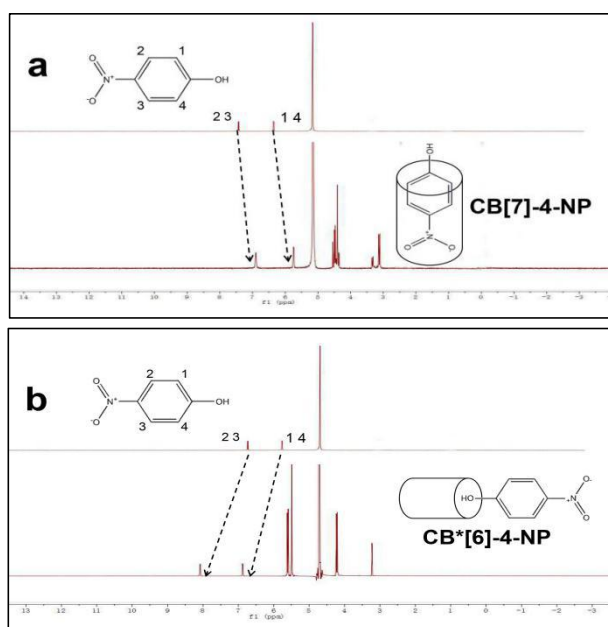 a
O
N⁺
⁻O
2 1
OH
3 4
2 3 1 4
HO
N⁺
O O⁻
CB[7]-4-NP
14 13 12 11 10 9 8 7 6 5 4 3 2 1 0 -1 -2 -3
f1 (ppm)
b
O
N⁺
⁻O
2 1
OH
3 4
2 3 1 4
HO
N⁺
O⁻
O
CB*[6]-4-NP
13 12 11 10 9 8 7 6 5 4 3 2 1 0 -1 -2 -3
f1 (ppm)